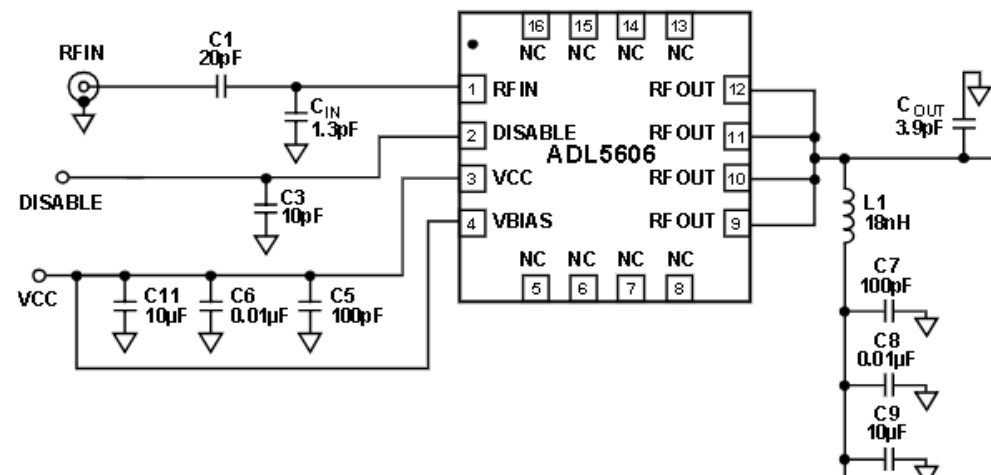 16 15 14 13
NC NC NC NC
C1
20pF
RFIN
1 RFIN
RFOUT 12
C_IN
1.3pF
C_OUT
3.9pF
2 DISABLE
RFOUT 11
ADL5606
3 VCC
RFOUT 10
DISABLE
C3
10pF
4 VBIAS
RFOUT 9
L1
18nH
NC NC NC NC
5 6 7 8
VCC
C11
10µF
C6
0.01µF
C5
100pF
C7
100pF
C8
0.01µF
C9
10µF